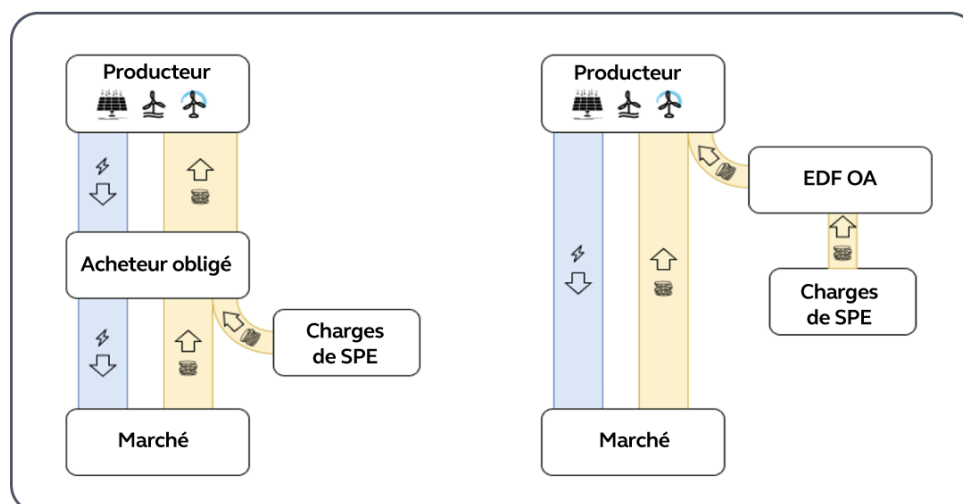 Producteur
Acheteur obligé
Charges
de SPE
Marché
Producteur
EDF OA
Charges
de SPE
Marché